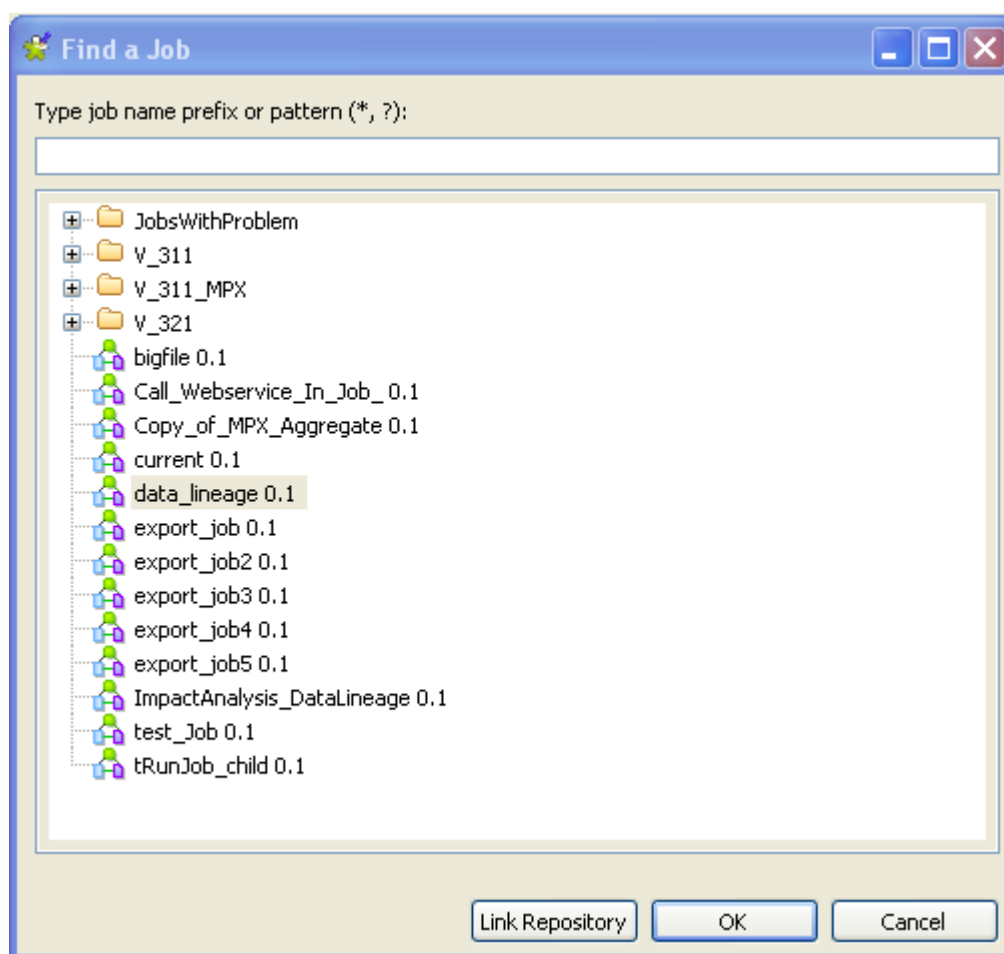 Find a Job
Type job name prefix or pattern (*, ?):
JobsWithProblem
V_311
V_311_MPX
V_321
bigfile 0.1
Call_Webservice_In_Job_ 0.1
Copy_of_MPX_Aggregate 0.1
current 0.1
data_lineage 0.1
export_job 0.1
export_job2 0.1
export_job3 0.1
export_job4 0.1
export_job5 0.1
ImpactAnalysis_DataLineage 0.1
test_Job 0.1
tRunJob_child 0.1
Link Repository OK Cancel